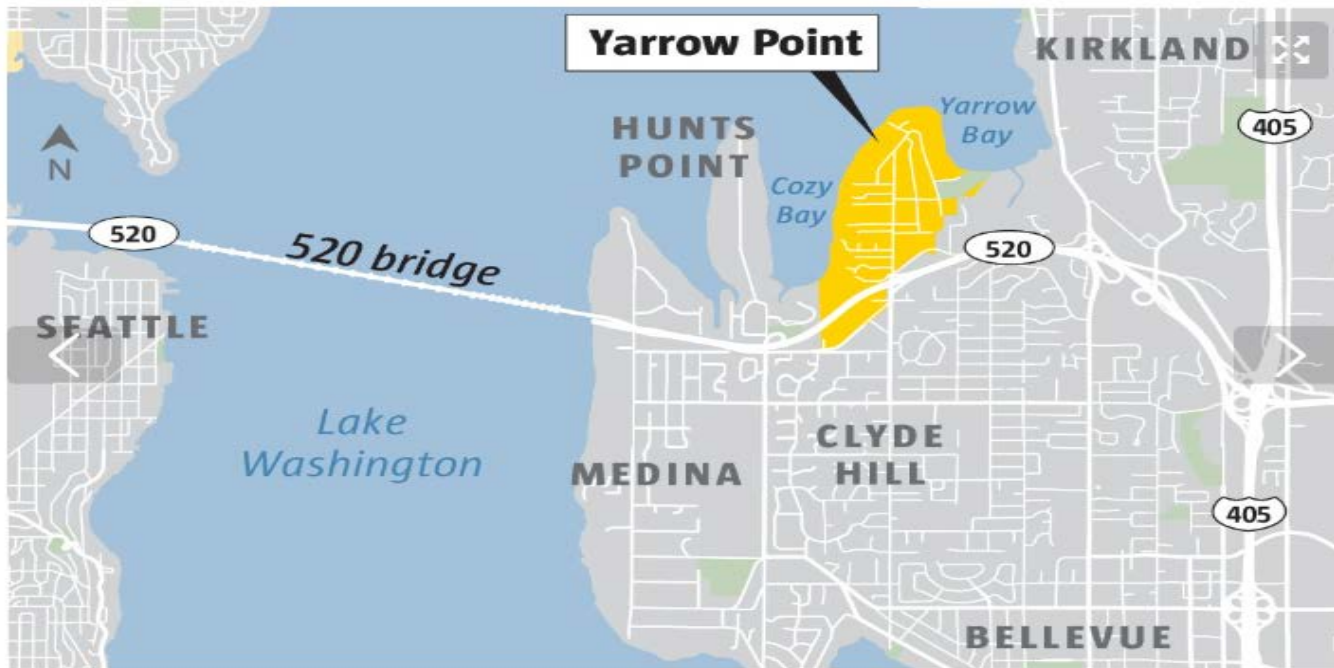 Yarrow Point
KIRKLAND
405
HUNTS
POINT
Yarrow
Bay
Cozy
Bay
N
520
520 bridge
520
SEATTLE
Lake
Washington
MEDINA
CLYDE
HILL
405
BELLEVUE